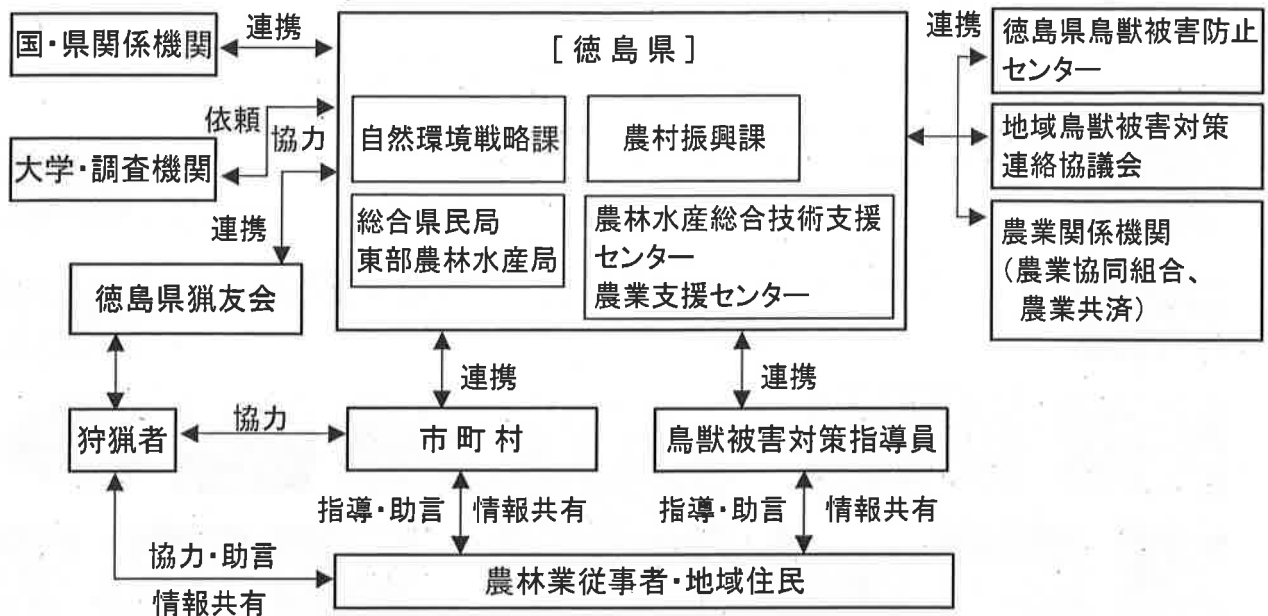 国・県関係機関
連携
[徳島県]
連携
徳島県鳥獣被害防止
センター
依頼
協力
大学・調査機関
自然環境戦略課
農村振興課
地域鳥獣被害対策
連絡協議会
連携
総合県民局
東部農林水産局
農林水産総合技術支援
センター
農業支援センター
農業関係機関
(農業協同組合、
農業共済)
徳島県猟友会
連携
連携
狩猟者
協力
市町村
鳥獣被害対策指導員
指導・助言
情報共有
指導・助言
情報共有
協力・助言
情報共有
農林業従事者・地域住民